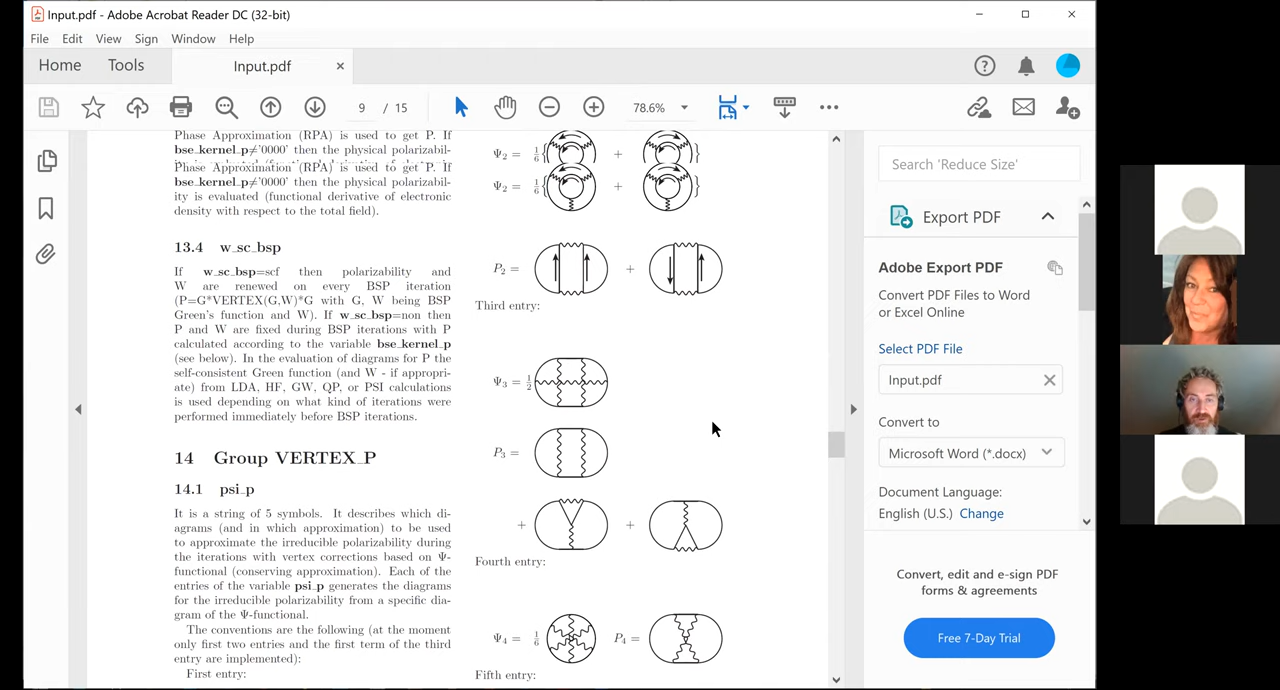 Input.pdf - Adobe Acrobat Reader DC (32-bit)
File Edit View Sign Window Help
Home Tools Input.pdf
9 / 15 78.6%
Phase Approximation (RPA) is used to get P. If
bse_kernel_p≠'0000' then the physical polarizabil-
Phase Approximation (RPA) is used to get P. If
bse_kernel_p≠'0000' then the physical polarizabil-
ity is evaluated (functional derivative of electronic
density with respect to the total field).
13.4 w_sc_bsp
If w_sc_bsp=scf then polarizability and
W are renewed on every BSP iteration
(P=G*VERTEX(G,W)*G with G, W being BSP
Green's function and W). If w_sc_bsp=non then
P and W are fixed during BSP iterations with P
calculated according to the variable bse_kernel_p
(see below). In the evaluation of diagrams for P the
self-consistent Green function (and W - if appropri-
ate) from LDA, HF, GW, QP, or PSI calculations
is used depending on what kind of iterations were
performed immediately before BSP iterations.
14 Group VERTEX_P
14.1 psi_p
It is a string of 5 symbols. It describes which di-
agrams (and in which approximation) to be used
to approximate the irreducible polarizability during
the iterations with vertex corrections based on Ψ-
functional (conserving approximation). Each of the
entries of the variable psi_p generates the diagrams
for the irreducible polarizability from a specific dia-
gram of the Ψ-functional.
The conventions are the following (at the moment
only first two entries and the first term of the third
entry are implemented):
First entry:
Ψ2 = 1/6{ + }
Ψ2 = 1/6{ + }
P2 = +
Third entry:
Ψ3 = 1/2
P3 =
+ +
Fourth entry:
Ψ4 = 1/6 P4 =
Fifth entry:
Search 'Reduce Size'
Export PDF
Adobe Export PDF
Convert PDF Files to Word
or Excel Online
Select PDF File
Input.pdf
Convert to
Microsoft Word (*.docx)
Document Language:
English (U.S.) Change
Convert, edit and e-sign PDF
forms & agreements
Free 7-Day Trial